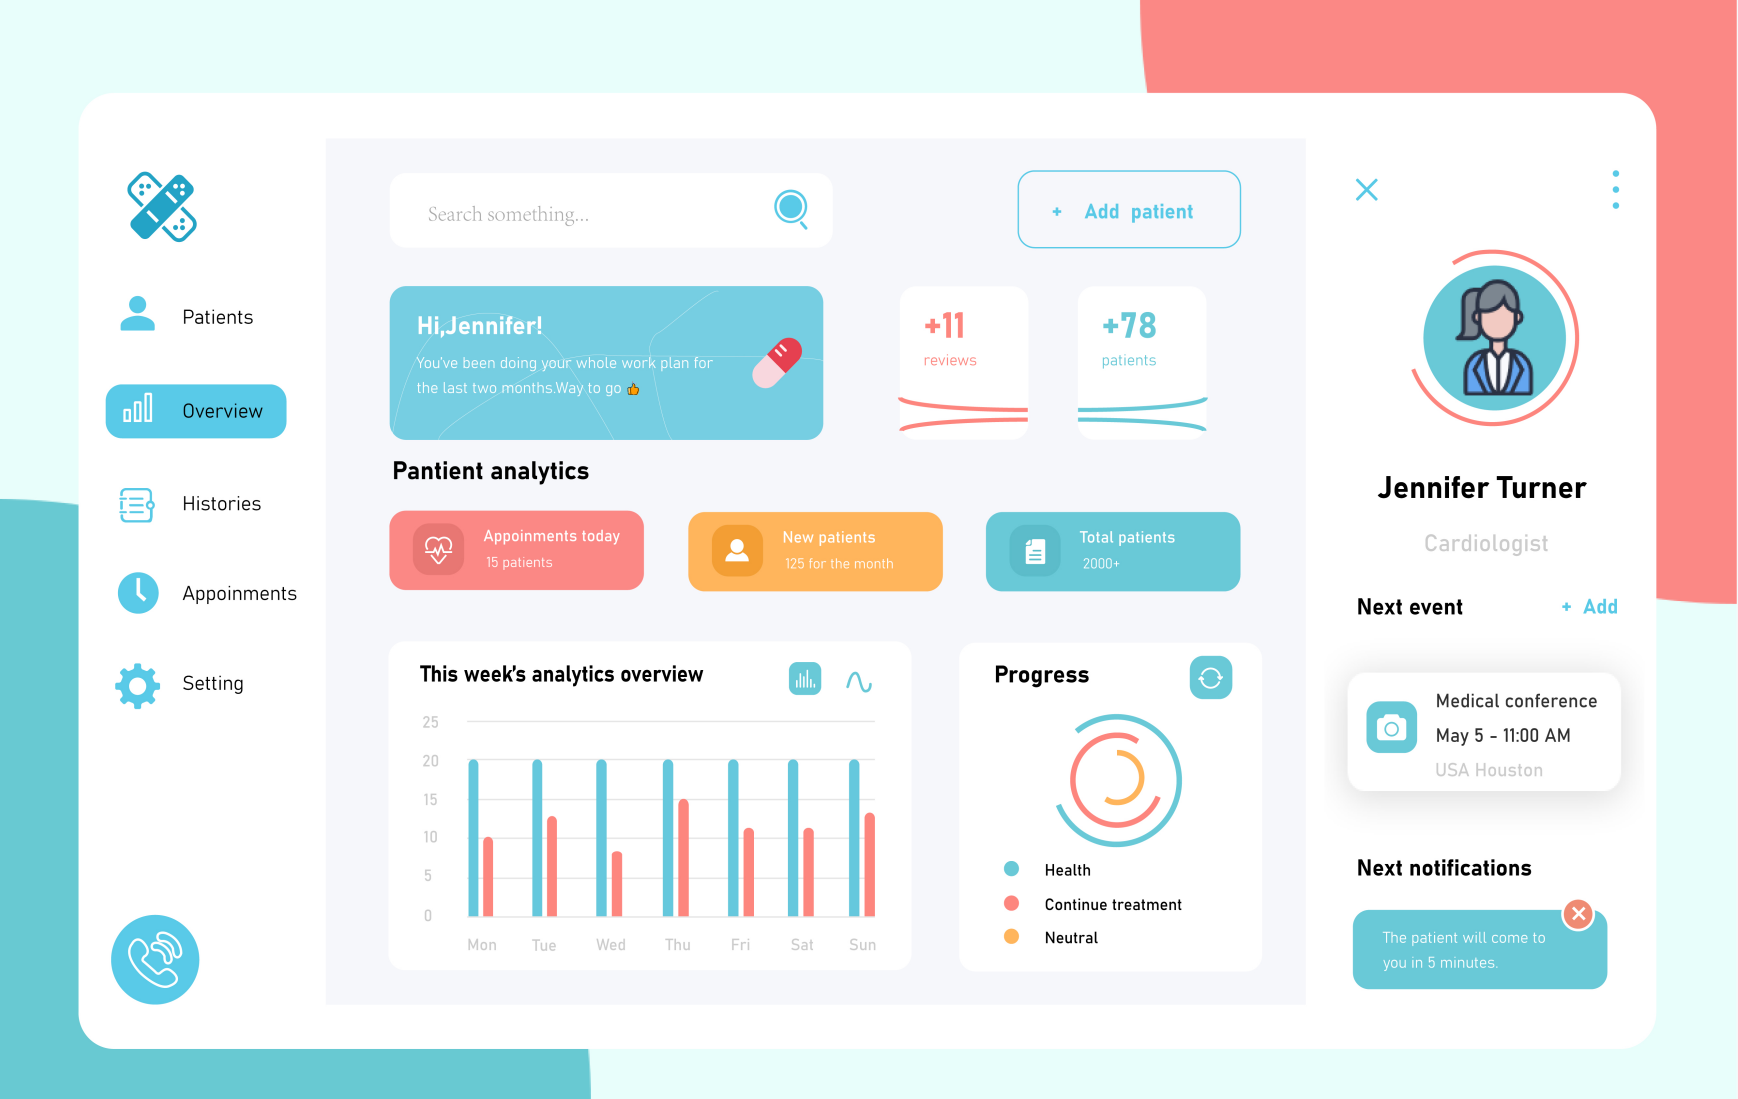 Patients
Overview
Histories
Appoinments
Setting
Search something...
+ Add patient
Hi,Jennifer!
You've been doing your whole work plan for
the last two months.Way to go 👍
+11
reviews
+78
patients
Pantient analytics
Appoinments today
15 patients
New patients
125 for the month
Total patients
2000+
This week's analytics overview
25
20
15
10
5
0
Mon Tue Wed Thu Fri Sat Sun
Progress
Health
Continue treatment
Neutral
Jennifer Turner
Cardiologist
Next event
+ Add
Medical conference
May 5 - 11:00 AM
USA Houston
Next notifications
The patient will come to
you in 5 minutes.